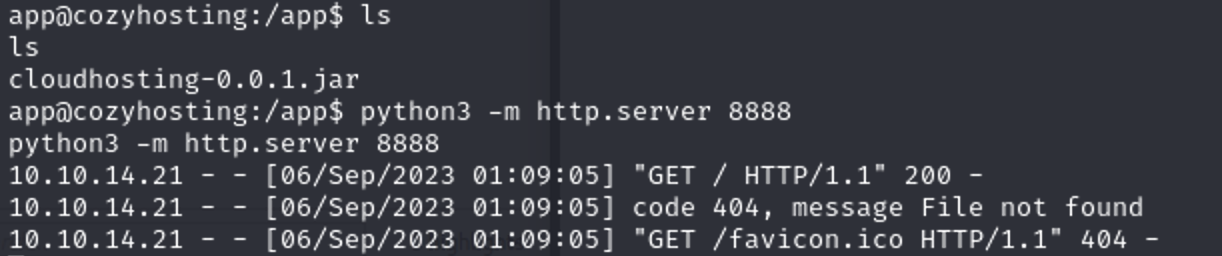 app@cozyhosting:/app$ ls
ls
cloudhosting-0.0.1.jar
app@cozyhosting:/app$ python3 -m http.server 8888
python3 -m http.server 8888
10.10.14.21 - - [06/Sep/2023 01:09:05] "GET / HTTP/1.1" 200 -
10.10.14.21 - - [06/Sep/2023 01:09:05] code 404, message File not found
10.10.14.21 - - [06/Sep/2023 01:09:05] "GET /favicon.ico HTTP/1.1" 404 -